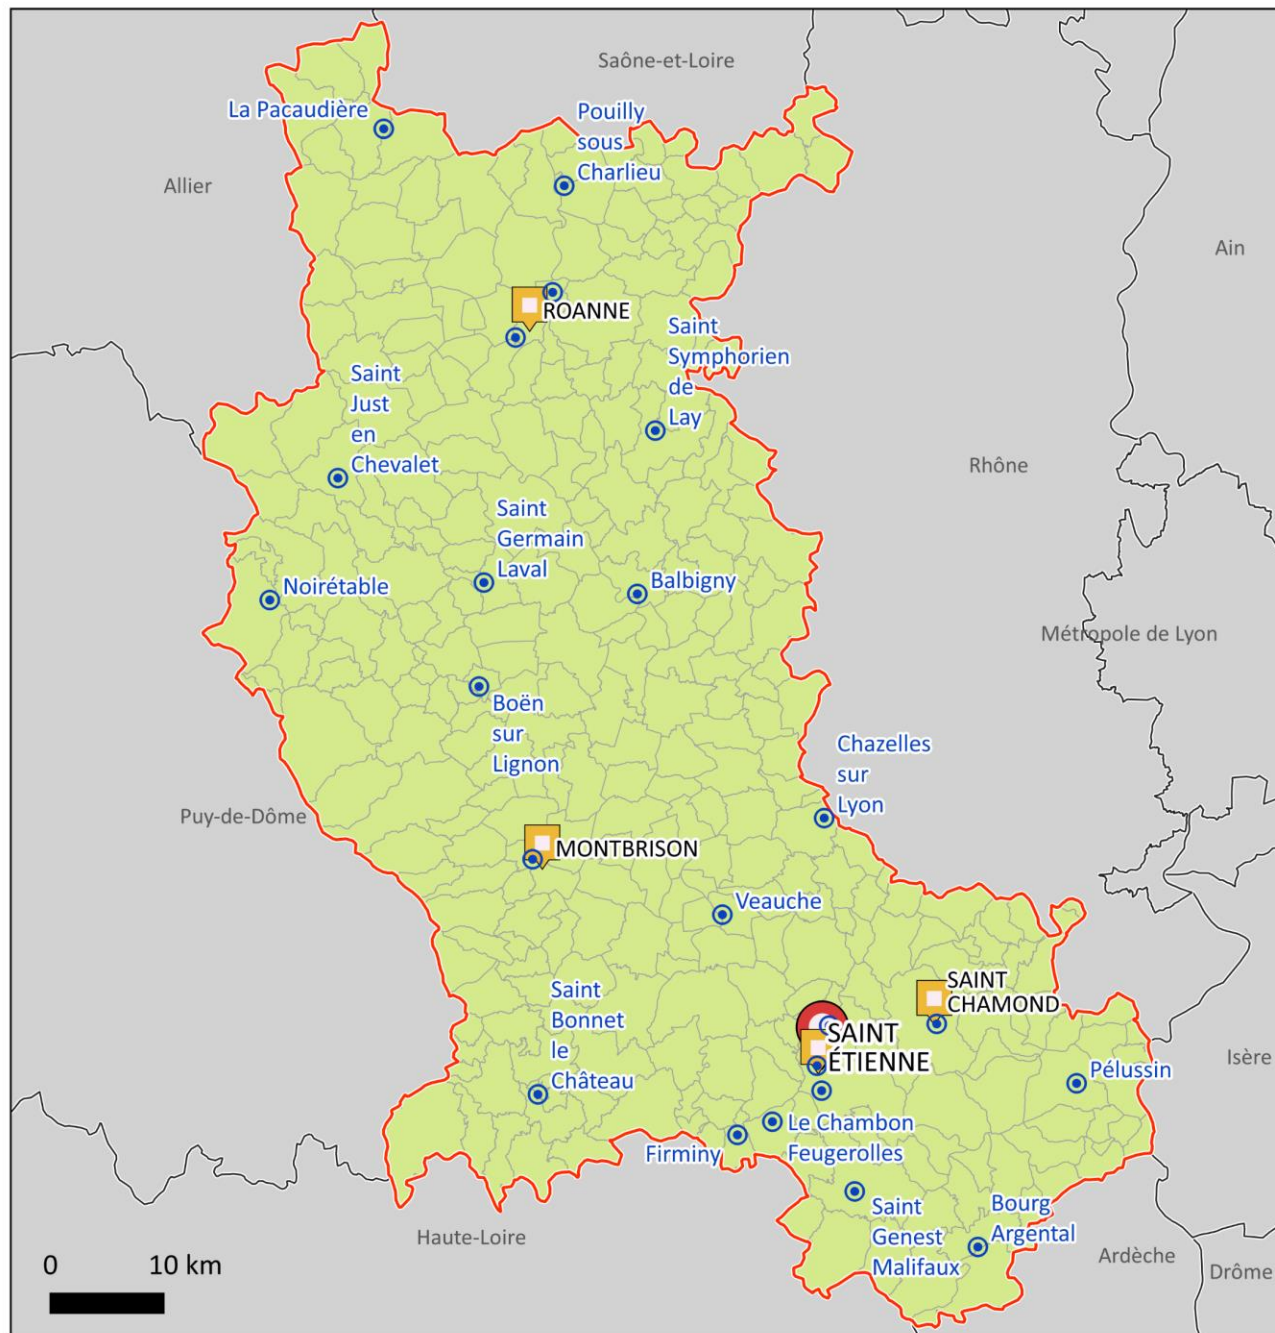 Saône-et-Loire
La Pacaudière
Pouilly
sous
Charlieu
Allier
Ain
ROANNE
Saint
Symphorien
de
Lay
Saint
Just
en
Chevalet
Rhône
Saint
Germain
Laval
Noirétable
Balbigny
Métropole de Lyon
Boën
sur
Lignon
Chazelles
sur
Lyon
Puy-de-Dôme
MONTBRISON
Veauche
Saint
Bonnet
le
Château
SAINT
CHAMOND
SAINT
ÉTIENNE
Isère
Pélussin
Le Chambon
Feugerolles
Firminy
Saint
Genest
Malifaux
Bourg
Argental
Haute-Loire
Ardèche
Drôme
0 10 km